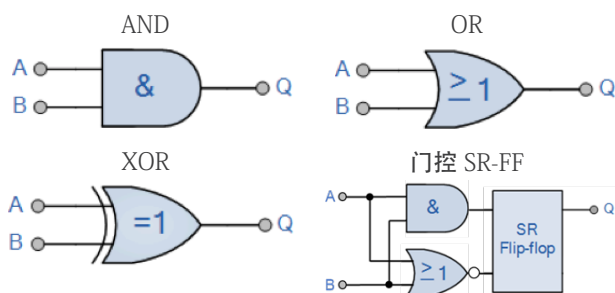 AND
OR
A
B
&
Q
A
B
≥ 1
Q
XOR
门控 SR-FF
A
B
=1
Q
A
B
&
≥ 1
SR
Flip-flop
Q